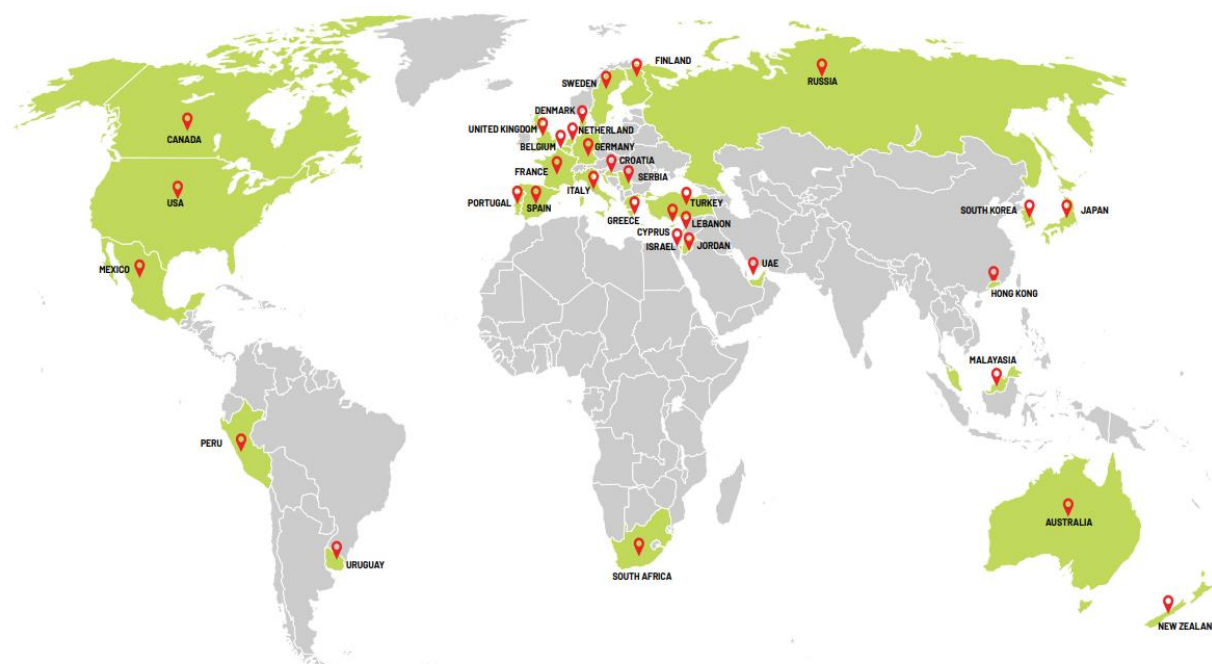 FINLAND
RUSSIA
SWEDEN
DENMARK
CANADA
UNITED KINGDOM
NETHERLAND
BELGIUM
GERMANY
CROATIA
FRANCE
SERBIA
ITALY
USA
PORTUGAL
SPAIN
TURKEY
SOUTH KOREA
JAPAN
GREECE
LEBANON
CYPRUS
ISRAEL
JORDAN
UAE
MEXICO
HONG KONG
MALAYASIA
PERU
AUSTRALIA
URUGUAY
SOUTH AFRICA
NEW ZEALAN